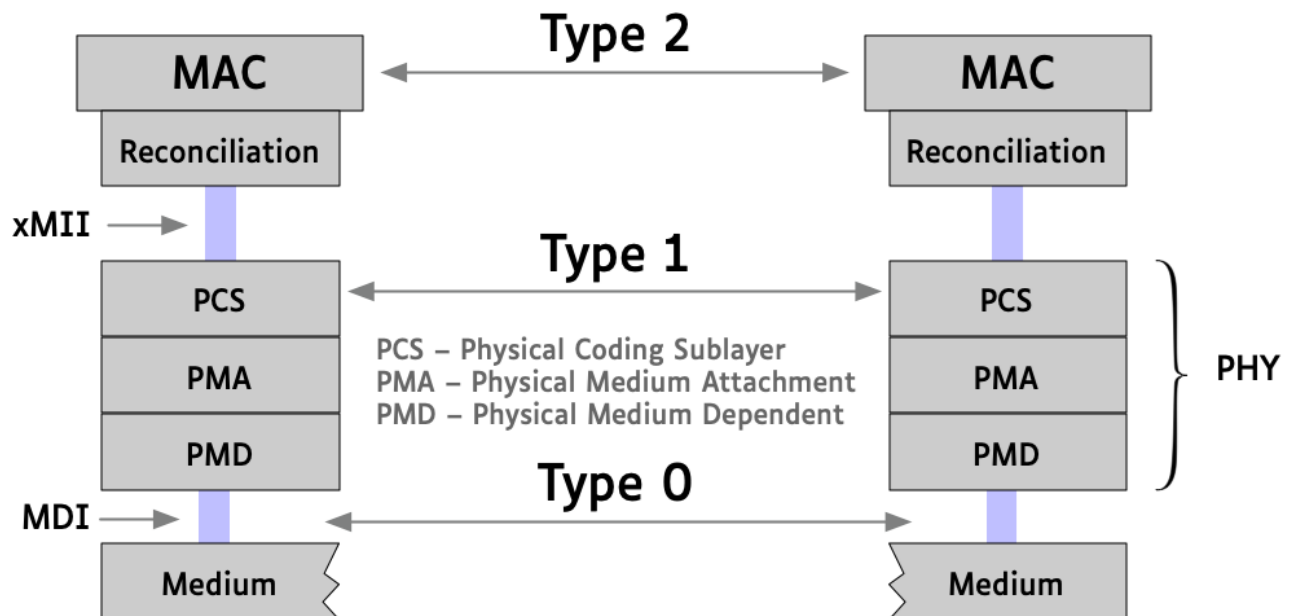 Type 2
MAC
MAC
Reconciliation
Reconciliation
xMII
Type 1
PCS
PCS
PCS – Physical Coding Sublayer
PMA – Physical Medium Attachment
PMD – Physical Medium Dependent
PMA
PMA
PHY
PMD
PMD
Type 0
MDI
Medium
Medium